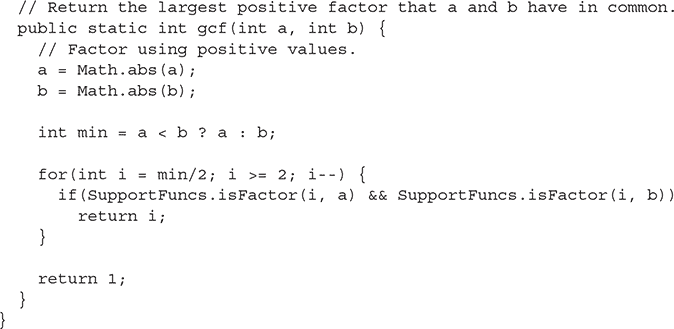 // Return the largest positive factor that a and b have in common.
public static int gcf(int a, int b) {
// Factor using positive values.
a = Math.abs(a);
b = Math.abs(b);
int min = a < b ? a : b;
for(int i = min/2; i >= 2; i--) {
if(SupportFuncs.isFactor(i, a) && SupportFuncs.isFactor(i, b))
return i;
}
return 1;
}
}